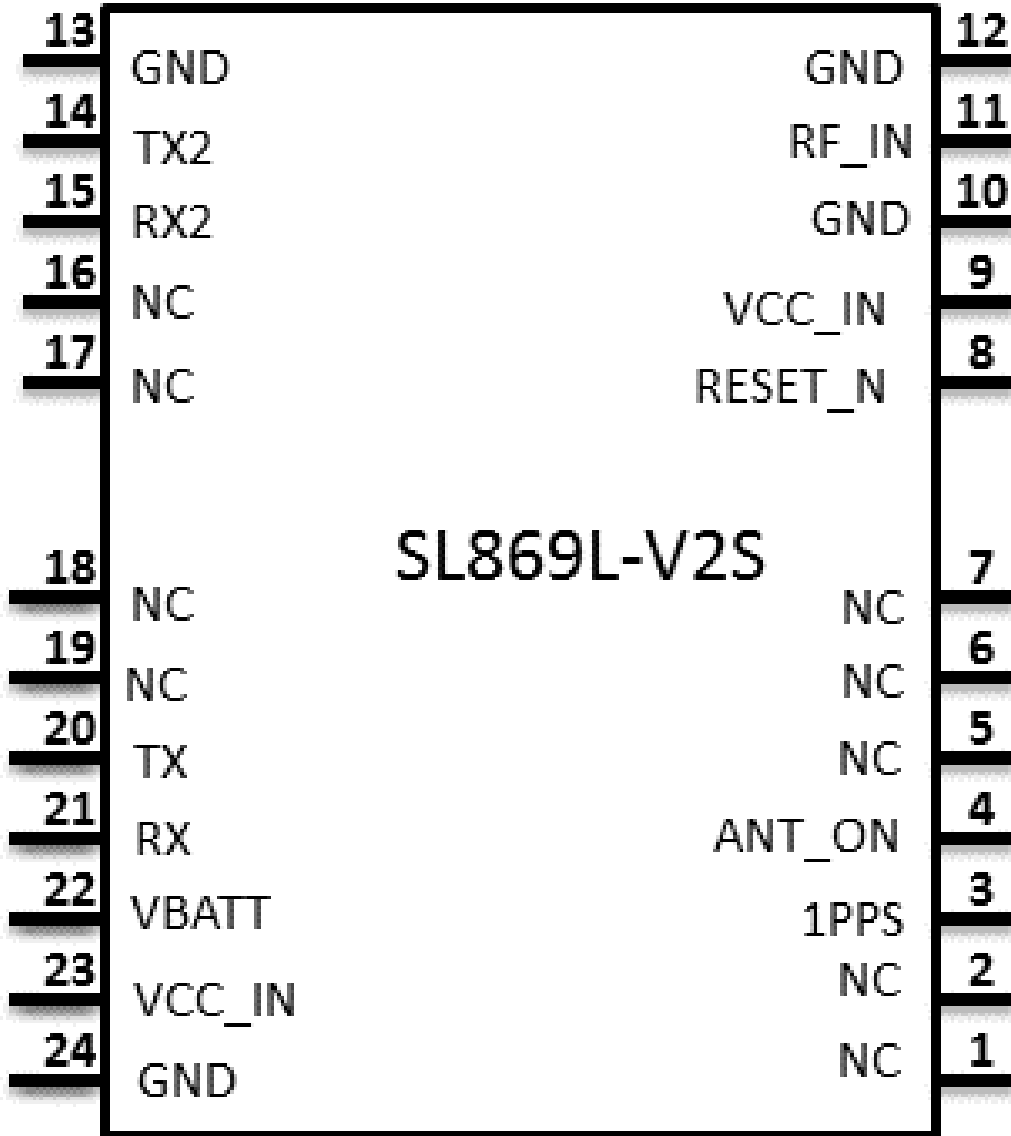 13 GND GND 12
14 TX2 RF_IN 11
15 RX2 GND 10
16 NC VCC_IN 9
17 NC RESET_N 8
SL869L-V2S
18 NC NC 7
19 NC NC 6
20 TX NC 5
21 RX ANT_ON 4
22 VBATT 1PPS 3
23 VCC_IN NC 2
24 GND NC 1